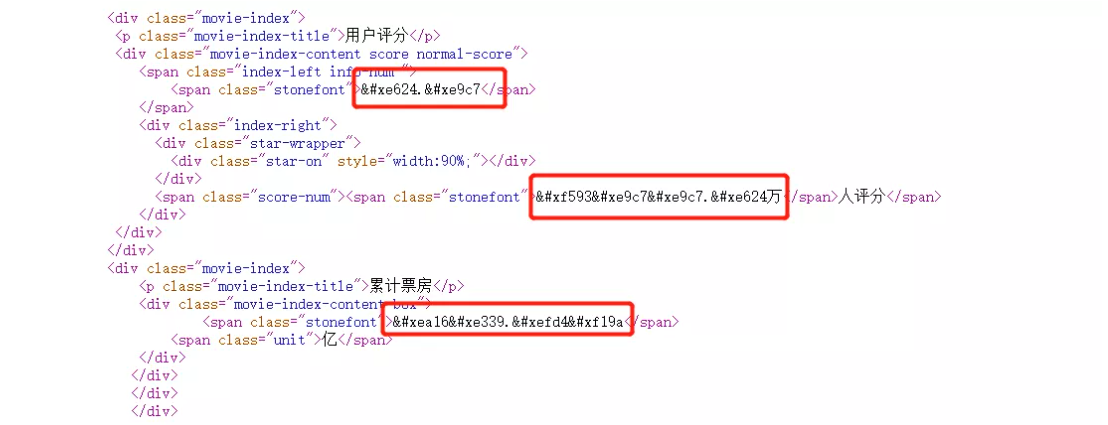 <div class="movie-index">
<p class="movie-index-title">用户评分</p>
<div class="movie-index-content score normal-score">
<span class="index-left info-num ">
<span class="stonefont">&#xe624.&#xe9c7</span>
</span>
<div class="index-right">
<div class="star-wrapper">
<div class="star-on" style="width:90%;"></div>
</div>
<span class="score-num"><span class="stonefont">&#xf593&#xe9c7&#xe9c7.&#xe624万</span>人评分</span>
</div>
</div>
</div>
<div class="movie-index">
<p class="movie-index-title">累计票房</p>
<div class="movie-index-content box">
<span class="stonefont">&#xea16&#xe339.&#xefd4&#xf19a</span>
<span class="unit">亿</span>
</div>
</div>
</div>
</div>